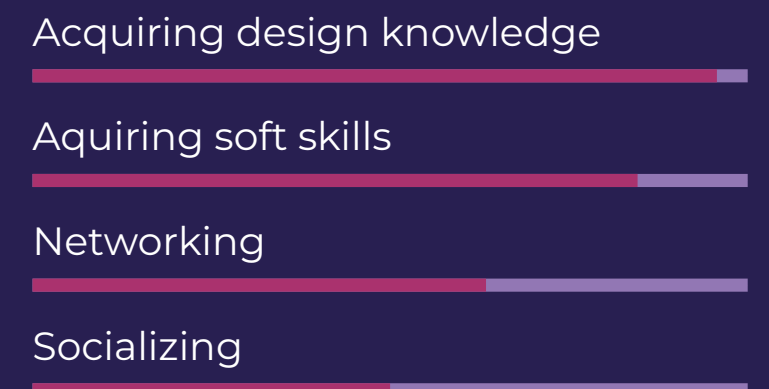 Acquiring design knowledge
Aquiring soft skills
Networking
Socializing